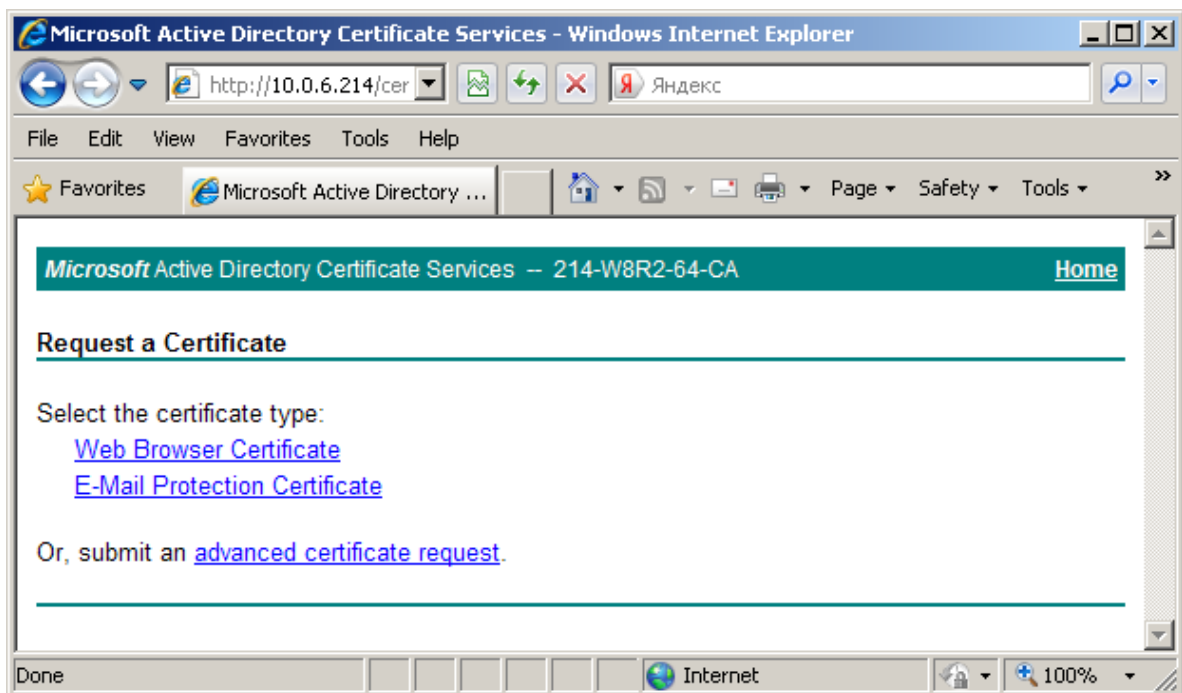 Microsoft Active Directory Certificate Services - Windows Internet Explorer
http://10.0.6.214/cer
Я Яндекс
File Edit View Favorites Tools Help
Favorites Microsoft Active Directory ... Page Safety Tools »
Microsoft Active Directory Certificate Services -- 214-W8R2-64-CA Home
Request a Certificate
Select the certificate type:
Web Browser Certificate
E-Mail Protection Certificate
Or, submit an advanced certificate request.
Done Internet 100%